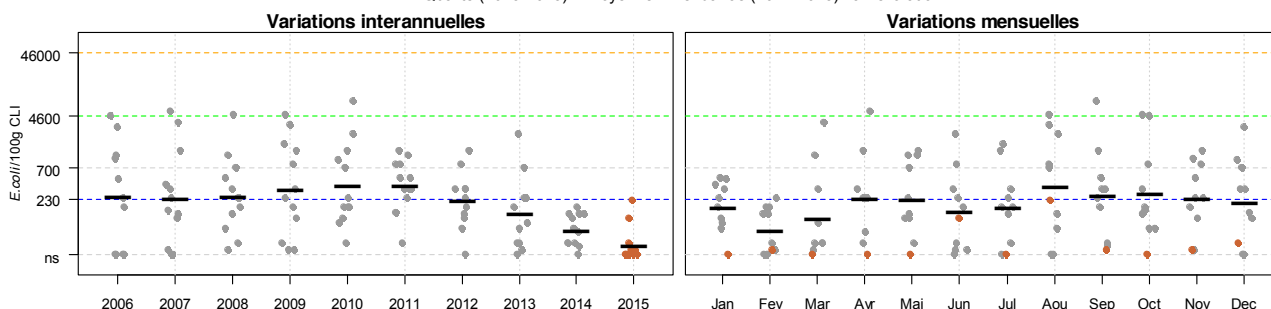 Variations interannuelles
Variations mensuelles
E.coli/100g CLI
46000
4600
700
230
ns
2006 2007 2008 2009 2010 2011 2012 2013 2014 2015
Jan Fev Mar Avr Mai Jun Jul Aou Sep Oct Nov Dec